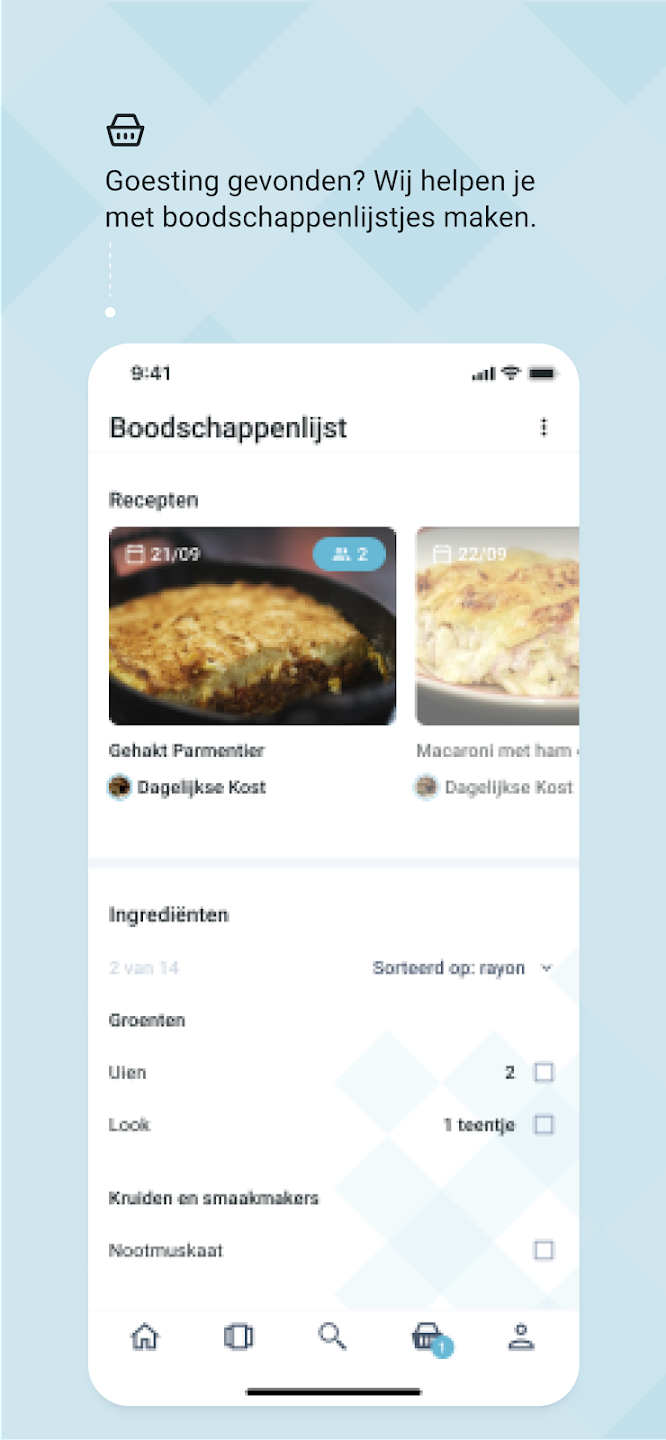 Goesting gevonden? Wij helpen je
met boodschappenlijstjes maken.
9:41
Boodschappenlijst
Recepten
21/09
2
22/09
Gehakt Parmentier
Macaroni met ham
Dagelijkse Kost
Dagelijkse Kost
Ingrediënten
2 van 14
Sorteerd op: rayon
Groenten
Uien
2
Look
1 teentje
Kruiden en smaakmakers
Nootmuskaat
1